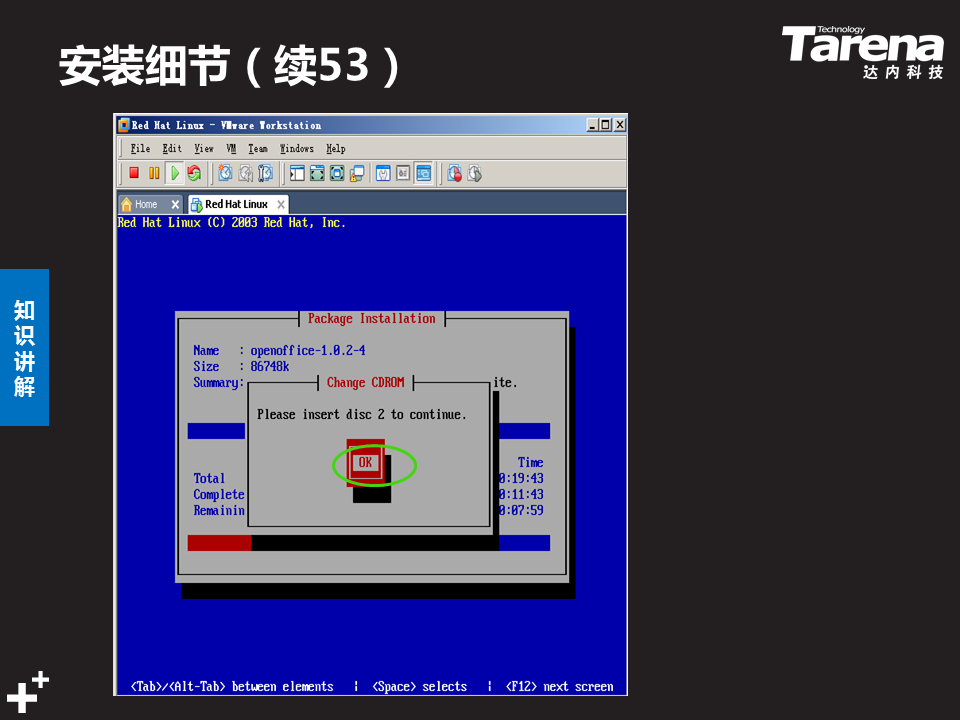 安装细节（续53）
Technology
Tarena
达内科技
知识讲解
Red Hat Linux - VMware Workstation
File Edit View VM Team Windows Help
Home Red Hat Linux
Red Hat Linux (C) 2003 Red Hat, Inc.
Package Installation
Name : openoffice-1.0.2-4
Size : 86748k
Summary: ite.
Change CDROM
Please insert disc 2 to continue.
OK
Time
Total 0:19:43
Complete 0:11:43
Remainin 0:07:59
<Tab>/<Alt-Tab> between elements | <Space> selects | <F12> next screen